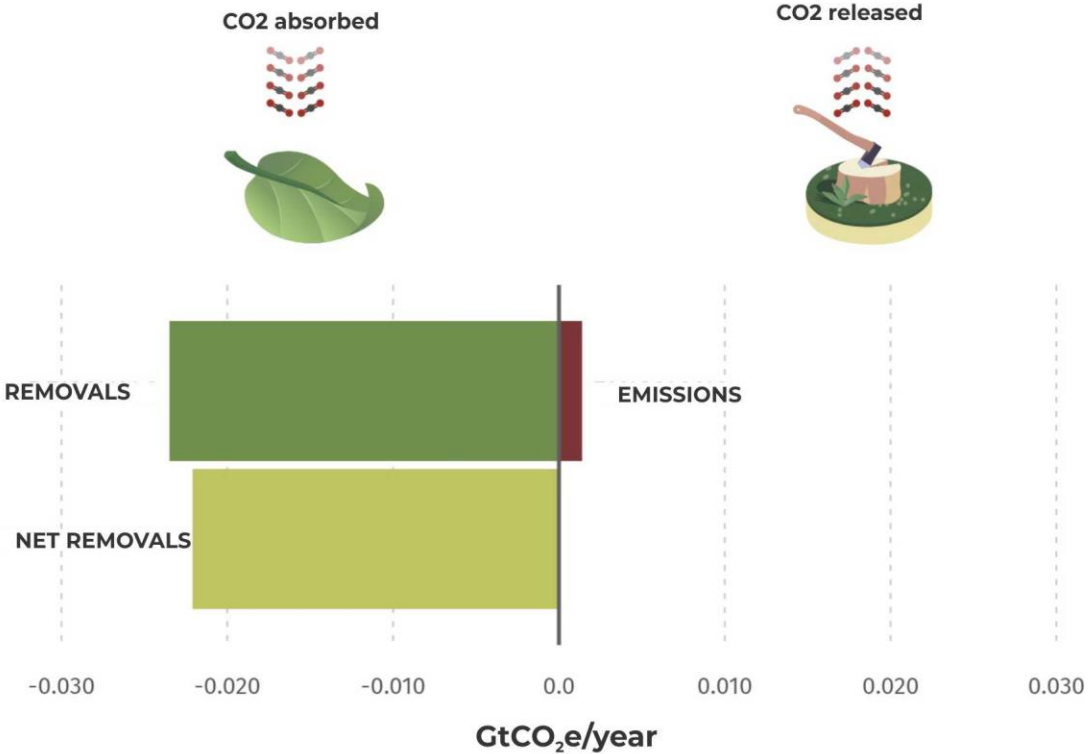 CO2 absorbed
CO2 released
REMOVALS
EMISSIONS
NET REMOVALS
-0.030
-0.020
-0.010
0.0
0.010
0.020
0.030
GtCO₂e/year